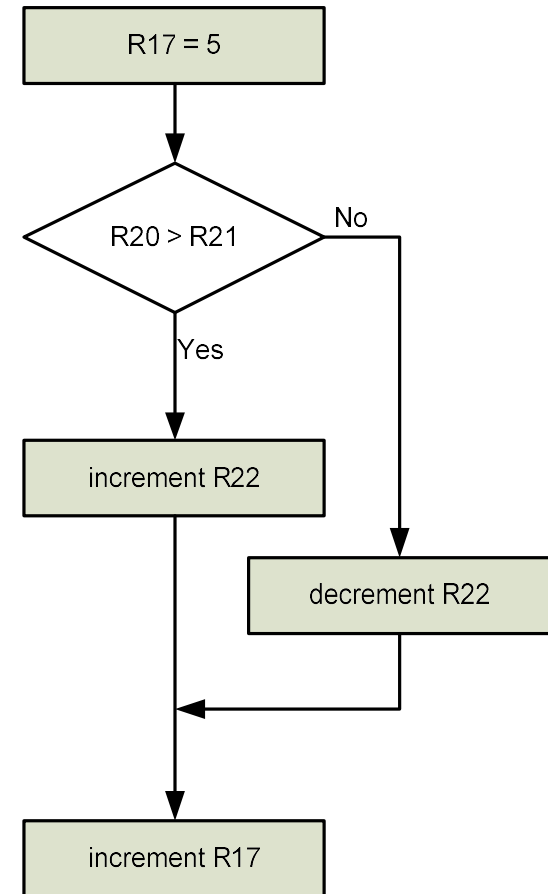 R17 = 5
R20 > R21
No
Yes
increment R22
decrement R22
increment R17